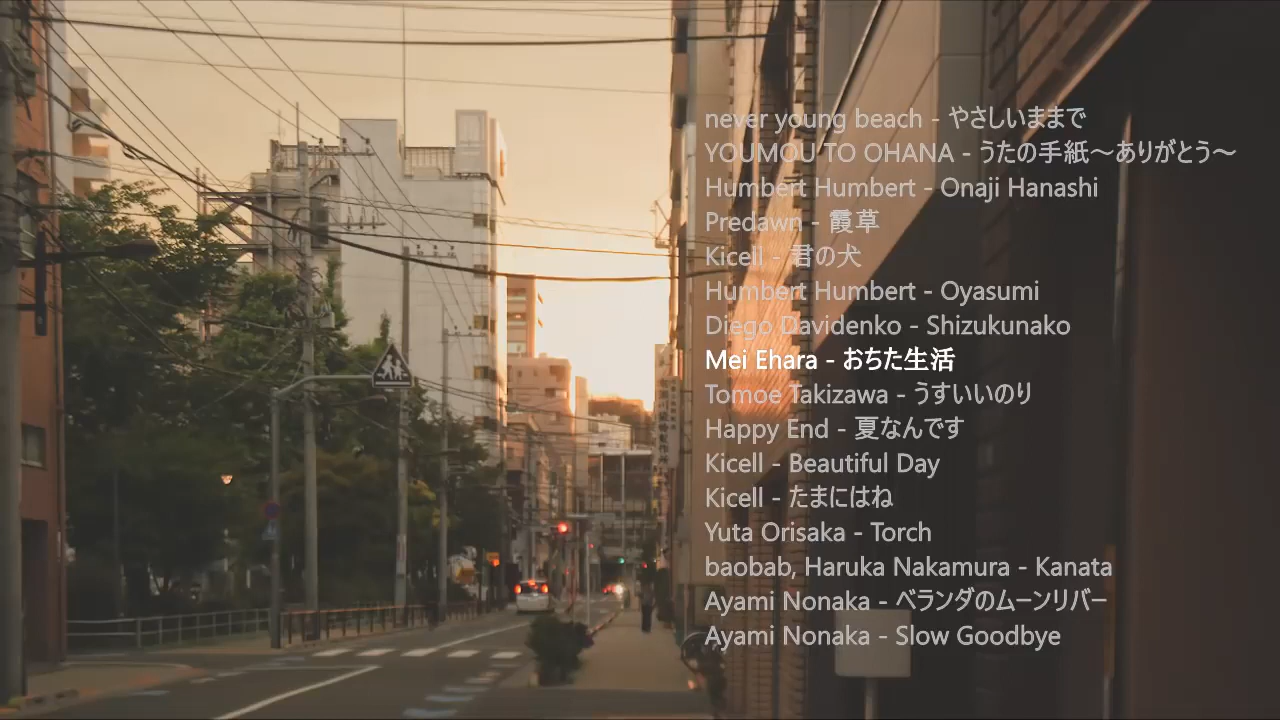 never young beach - やさしいままで
YOUMOU TO OHANA - うたの手紙～ありがとう～
Humbert Humbert - Onaji Hanashi
Predawn - 霞草
Kicell - 君の犬
Humbert Humbert - Oyasumi
Diego Davidenko - Shizukunako
Mei Ehara - おちた生活
Tomoe Takizawa - うすいいのり
Happy End - 夏なんです
Kicell - Beautiful Day
Kicell - たまにはね
Yuta Orisaka - Torch
baobab, Haruka Nakamura - Kanata
Ayami Nonaka - ベランダのムーンリバー
Ayami Nonaka - Slow Goodbye